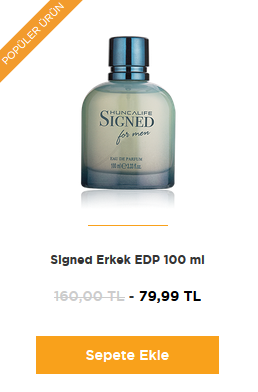 POPÜLER ÜRÜN
HUNCALIFE
SIGNED
for men
EAU DE PARFUM
Signed Erkek EDP 100 ml
160,00 TL - 79,99 TL
Sepete Ekle